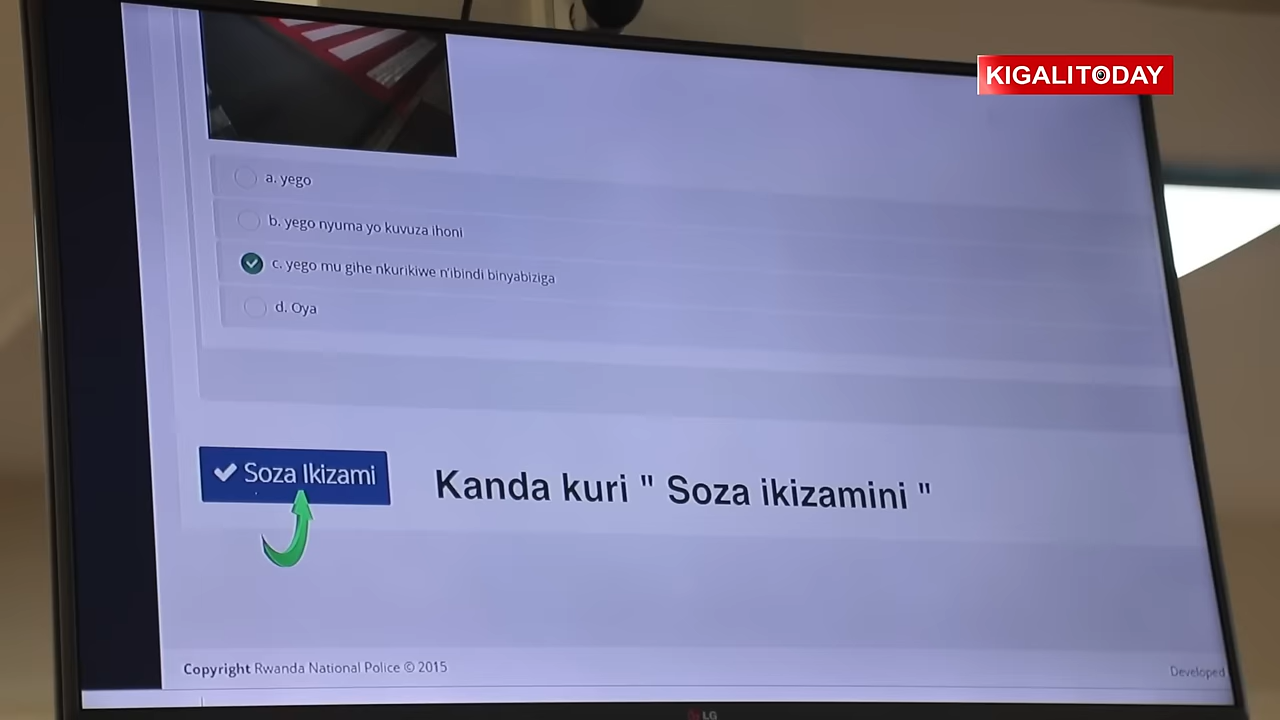 KIGALITODAY
a. yego
b. yego nyuma yo kuvuza ihoni
c. yego mu gihe nkurikiwe n'ibindi binyabiziga
d. Oya
Soza Ikizami
Kanda kuri " Soza ikizamini "
Copyright Rwanda National Police © 2015
Developed
LG